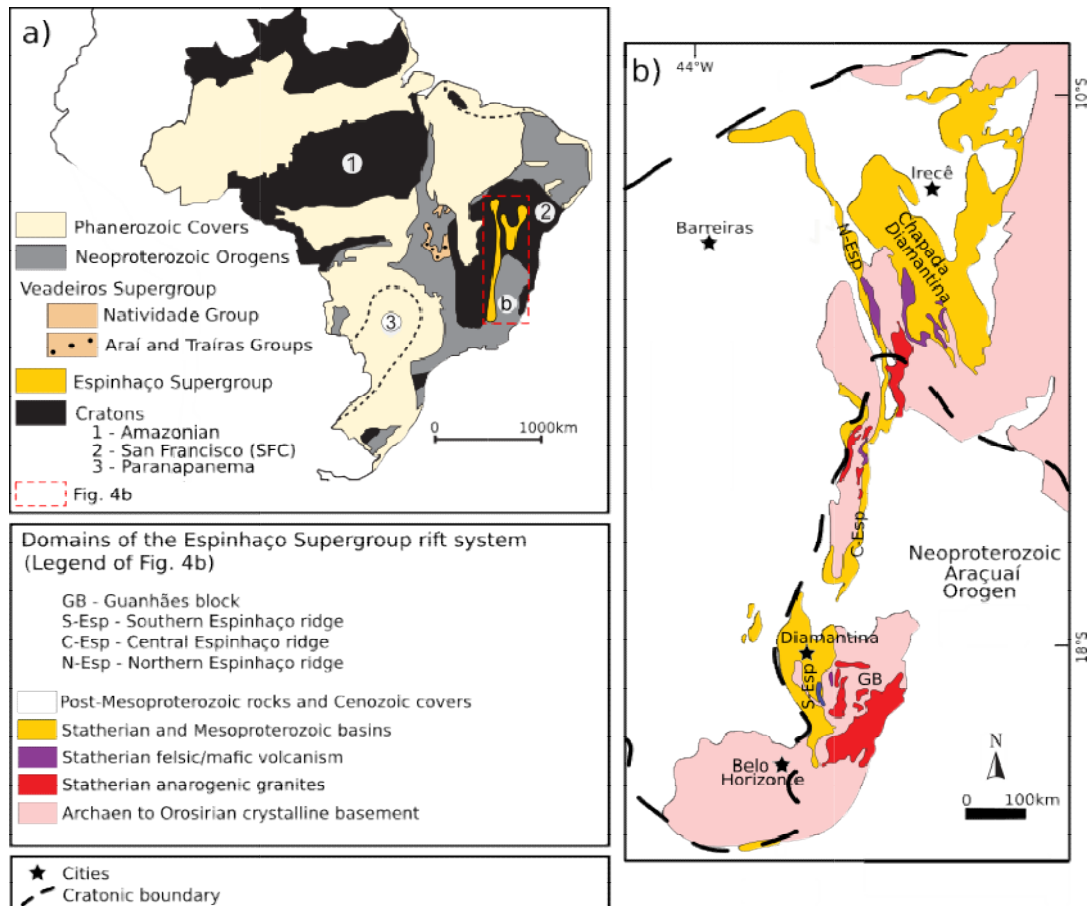 a)
1
2
b
3
Phanerozoic Covers
Neoproterozoic Orogens
Veadeiros Supergroup
Natividade Group
Araí and Traíras Groups
Espinhaço Supergroup
Cratons
1 - Amazonian
2 - San Francisco (SFC)
3 - Paranapanema
Fig. 4b
0 1000km
Domains of the Espinhaço Supergroup rift system
(Legend of Fig. 4b)
GB - Guanhães block
S-Esp - Southern Espinhaço ridge
C-Esp - Central Espinhaço ridge
N-Esp - Northern Espinhaço ridge
Post-Mesoproterozoic rocks and Cenozoic covers
Statherian and Mesoproterozoic basins
Statherian felsic/mafic volcanism
Statherian anarogenic granites
Archaen to Orosirian crystalline basement
Cities
Cratonic boundary
b)
44°W
10°S
Irecê
Barreiras
N-Esp
Chapada
Diamantina
C-Esp
Neoproterozoic
Araçuaí
Orogen
18°S
Diamantina
S-Esp
GB
Belo
Horizonte
N
0 100km